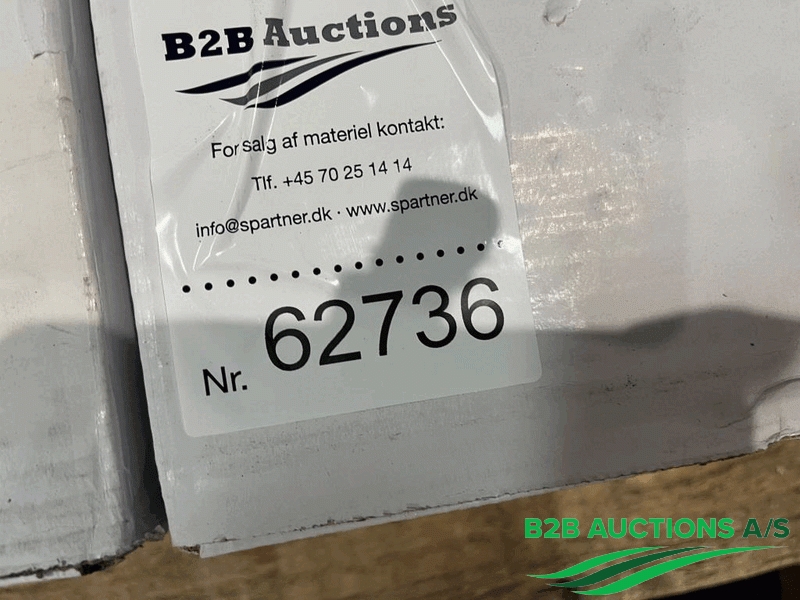 B2B Auctions
For salg af materiel kontakt:
Tlf. +45 70 25 14 14
info@spartner.dk · www.spartner.dk
Nr. 62736
B2B AUCTIONS A/S